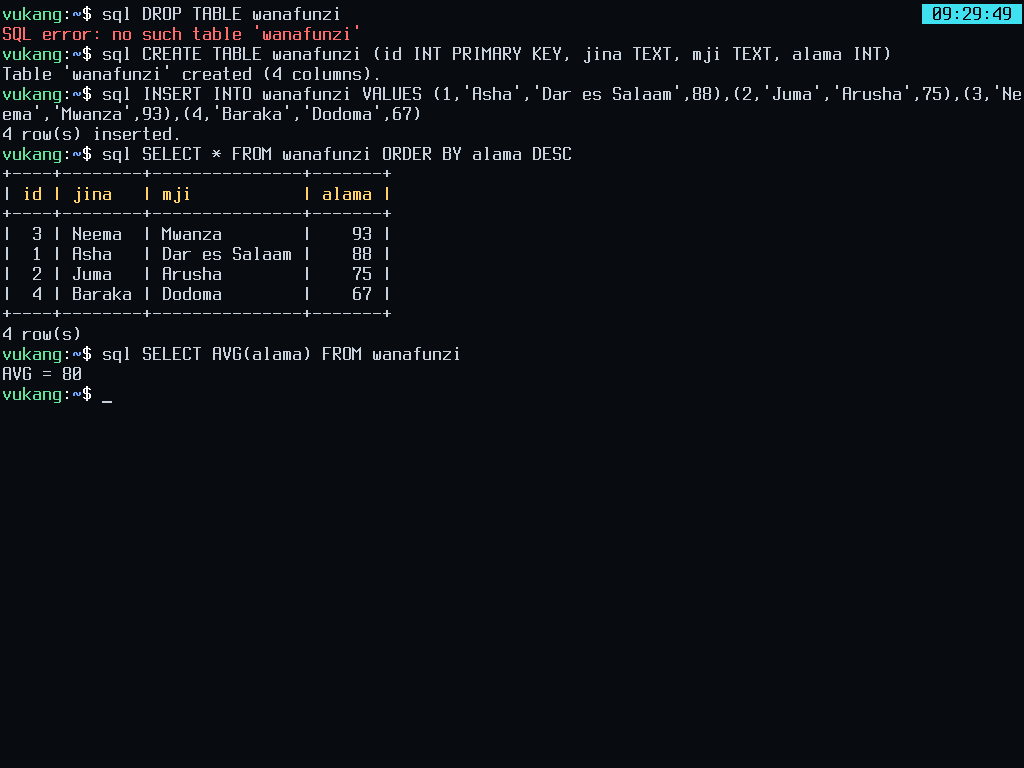 vukang:~$ sql DROP TABLE wanafunzi
09:29:49
SQL error: no such table 'wanafunzi'
vukang:~$ sql CREATE TABLE wanafunzi (id INT PRIMARY KEY, jina TEXT, mji TEXT, alama INT)
Table 'wanafunzi' created (4 columns).
vukang:~$ sql INSERT INTO wanafunzi VALUES (1,'Asha','Dar es Salaam',88),(2,'Juma','Arusha',75),(3,'Ne
ema','Mwanza',93),(4,'Baraka','Dodoma',67)
4 row(s) inserted.
vukang:~$ sql SELECT * FROM wanafunzi ORDER BY alama DESC
+----+--------+---------------+-------+
| id | jina   | mji           | alama |
+----+--------+---------------+-------+
|  3 | Neema  | Mwanza        |    93 |
|  1 | Asha   | Dar es Salaam |    88 |
|  2 | Juma   | Arusha        |    75 |
|  4 | Baraka | Dodoma        |    67 |
+----+--------+---------------+-------+
4 row(s)
vukang:~$ sql SELECT AVG(alama) FROM wanafunzi
AVG = 80
vukang:~$ _